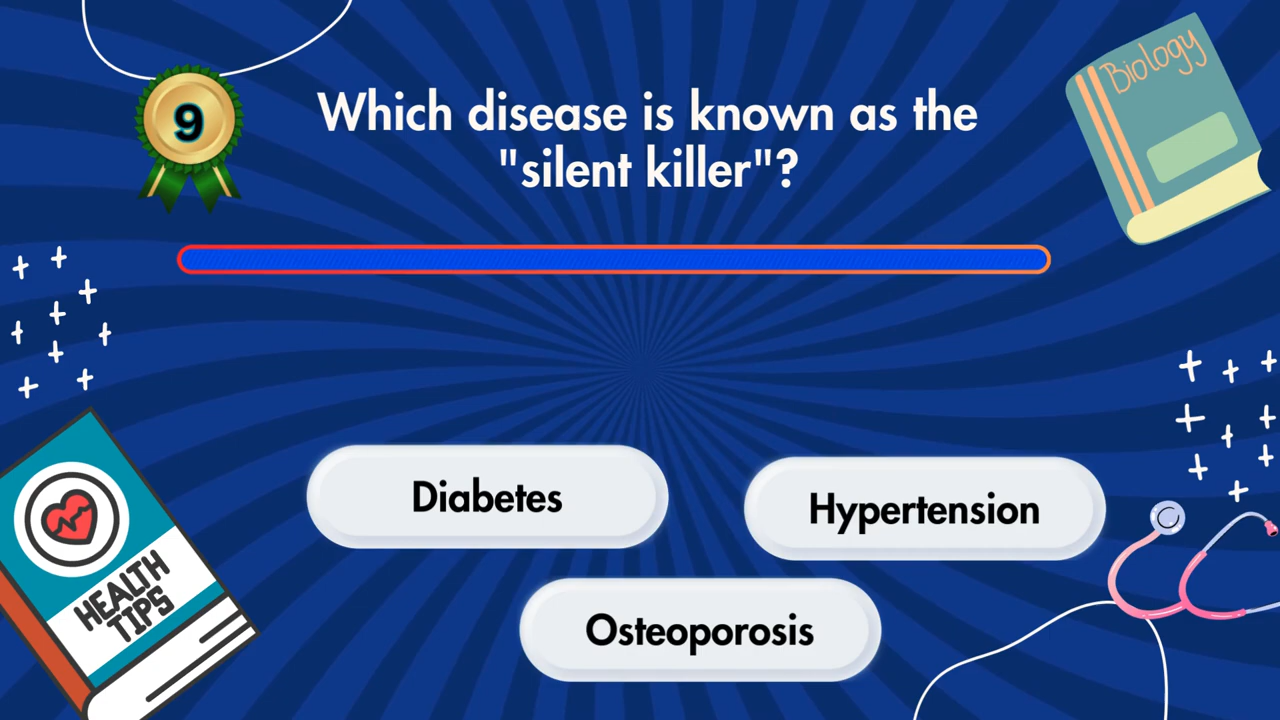 9
Which disease is known as the
"silent killer"?
Biology
Diabetes
Hypertension
Osteoporosis
HEALTH
TIPS